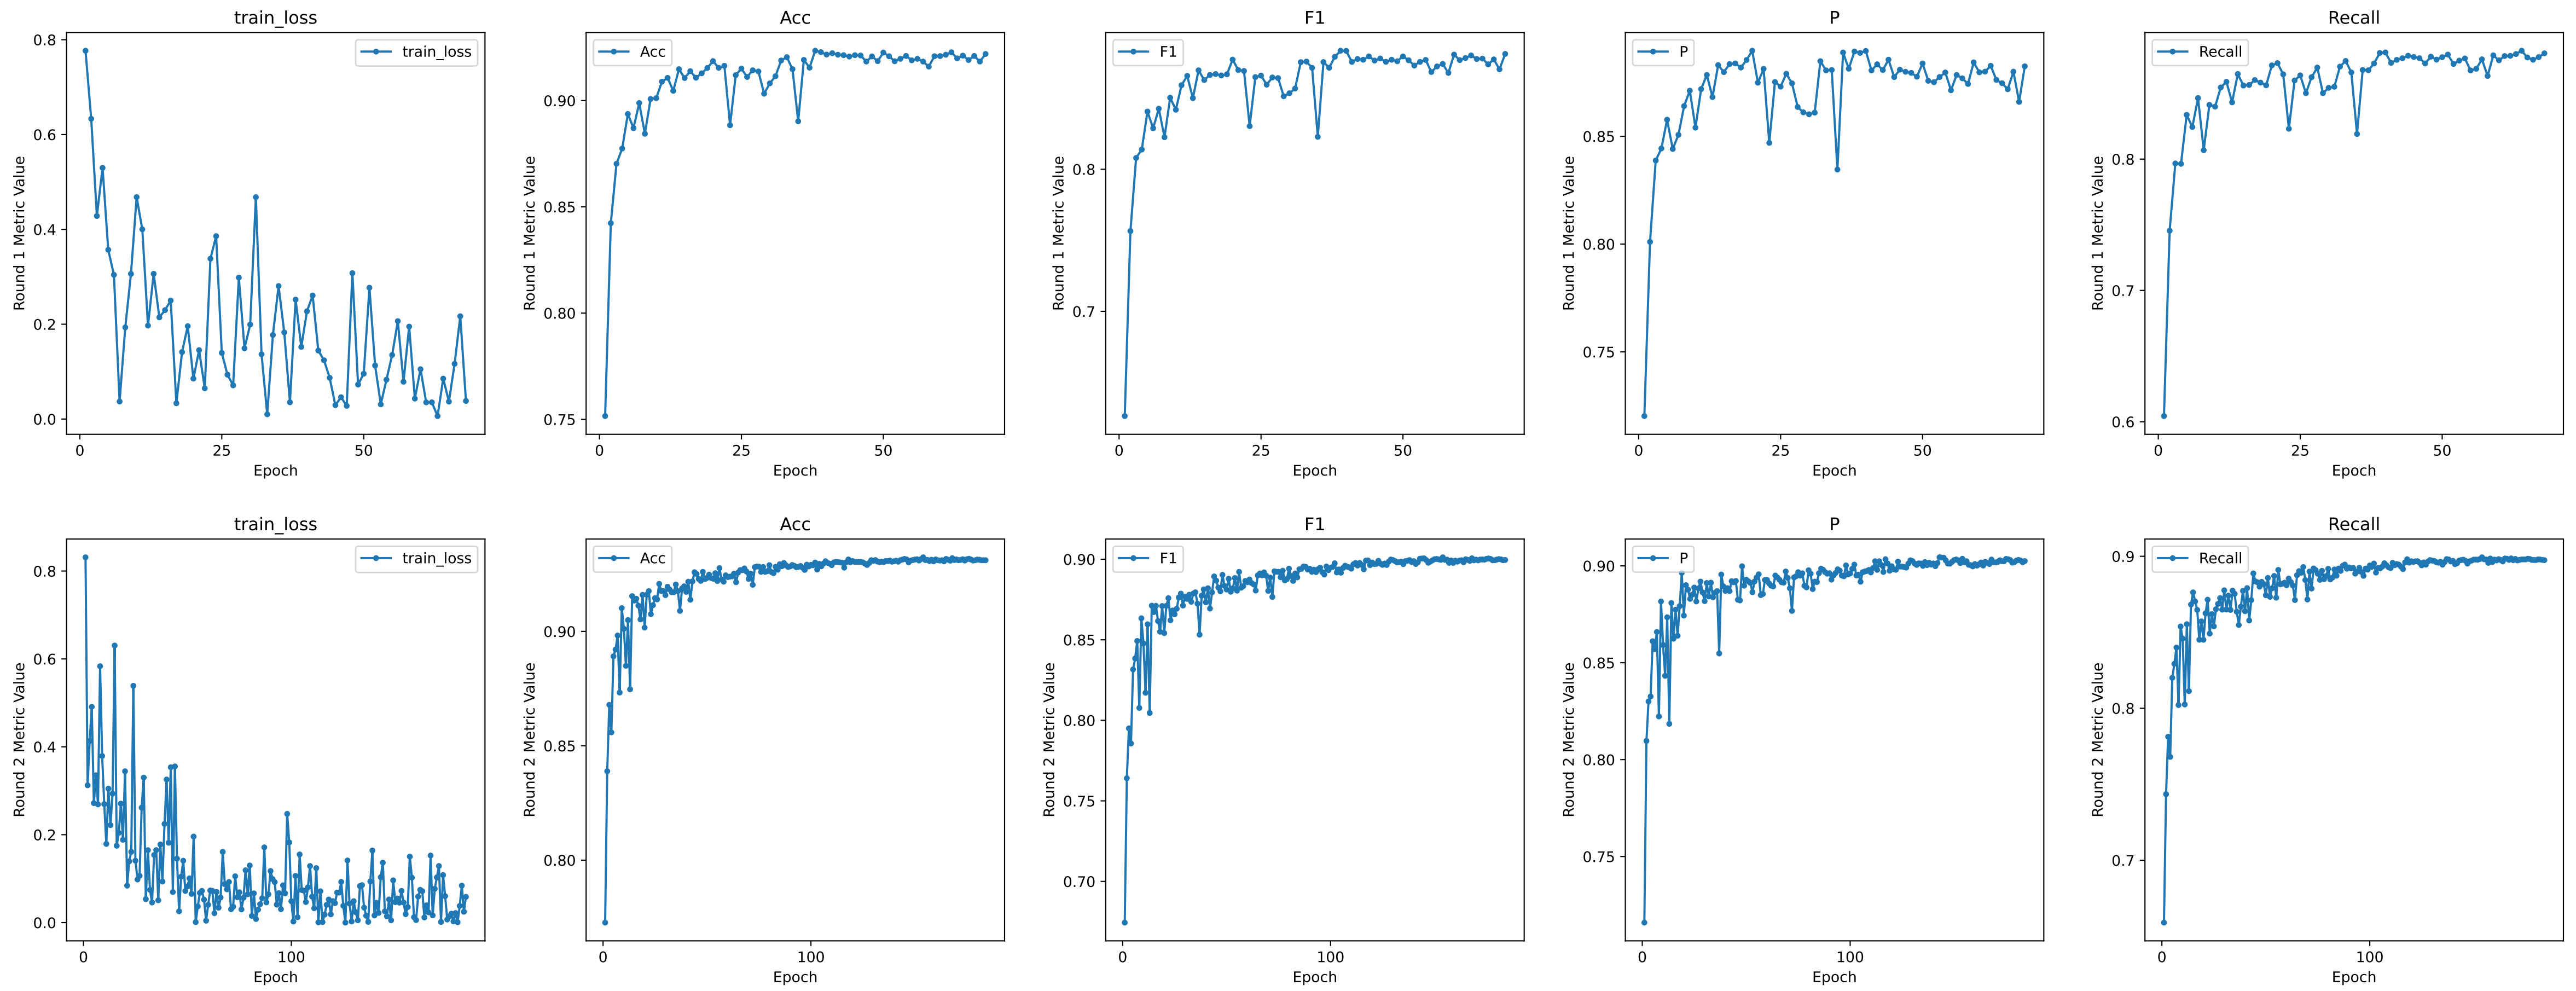 train_loss
Round 1 Metric Value
0.8
0.6
0.4
0.2
0.0
train_loss
0
25
50
Epoch
Acc
Round 1 Metric Value
0.90
0.85
0.80
0.75
Acc
0
25
50
Epoch
F1
Round 1 Metric Value
0.8
0.7
F1
0
25
50
Epoch
P
Round 1 Metric Value
0.85
0.80
0.75
P
0
25
50
Epoch
Recall
Round 1 Metric Value
0.8
0.7
0.6
Recall
0
25
50
Epoch
train_loss
Round 2 Metric Value
0.8
0.6
0.4
0.2
0.0
train_loss
0
100
Epoch
Acc
Round 2 Metric Value
0.90
0.85
0.80
Acc
0
100
Epoch
F1
Round 2 Metric Value
0.90
0.85
0.80
0.75
0.70
F1
0
100
Epoch
P
Round 2 Metric Value
0.90
0.85
0.80
0.75
P
0
100
Epoch
Recall
Round 2 Metric Value
0.9
0.8
0.7
Recall
0
100
Epoch